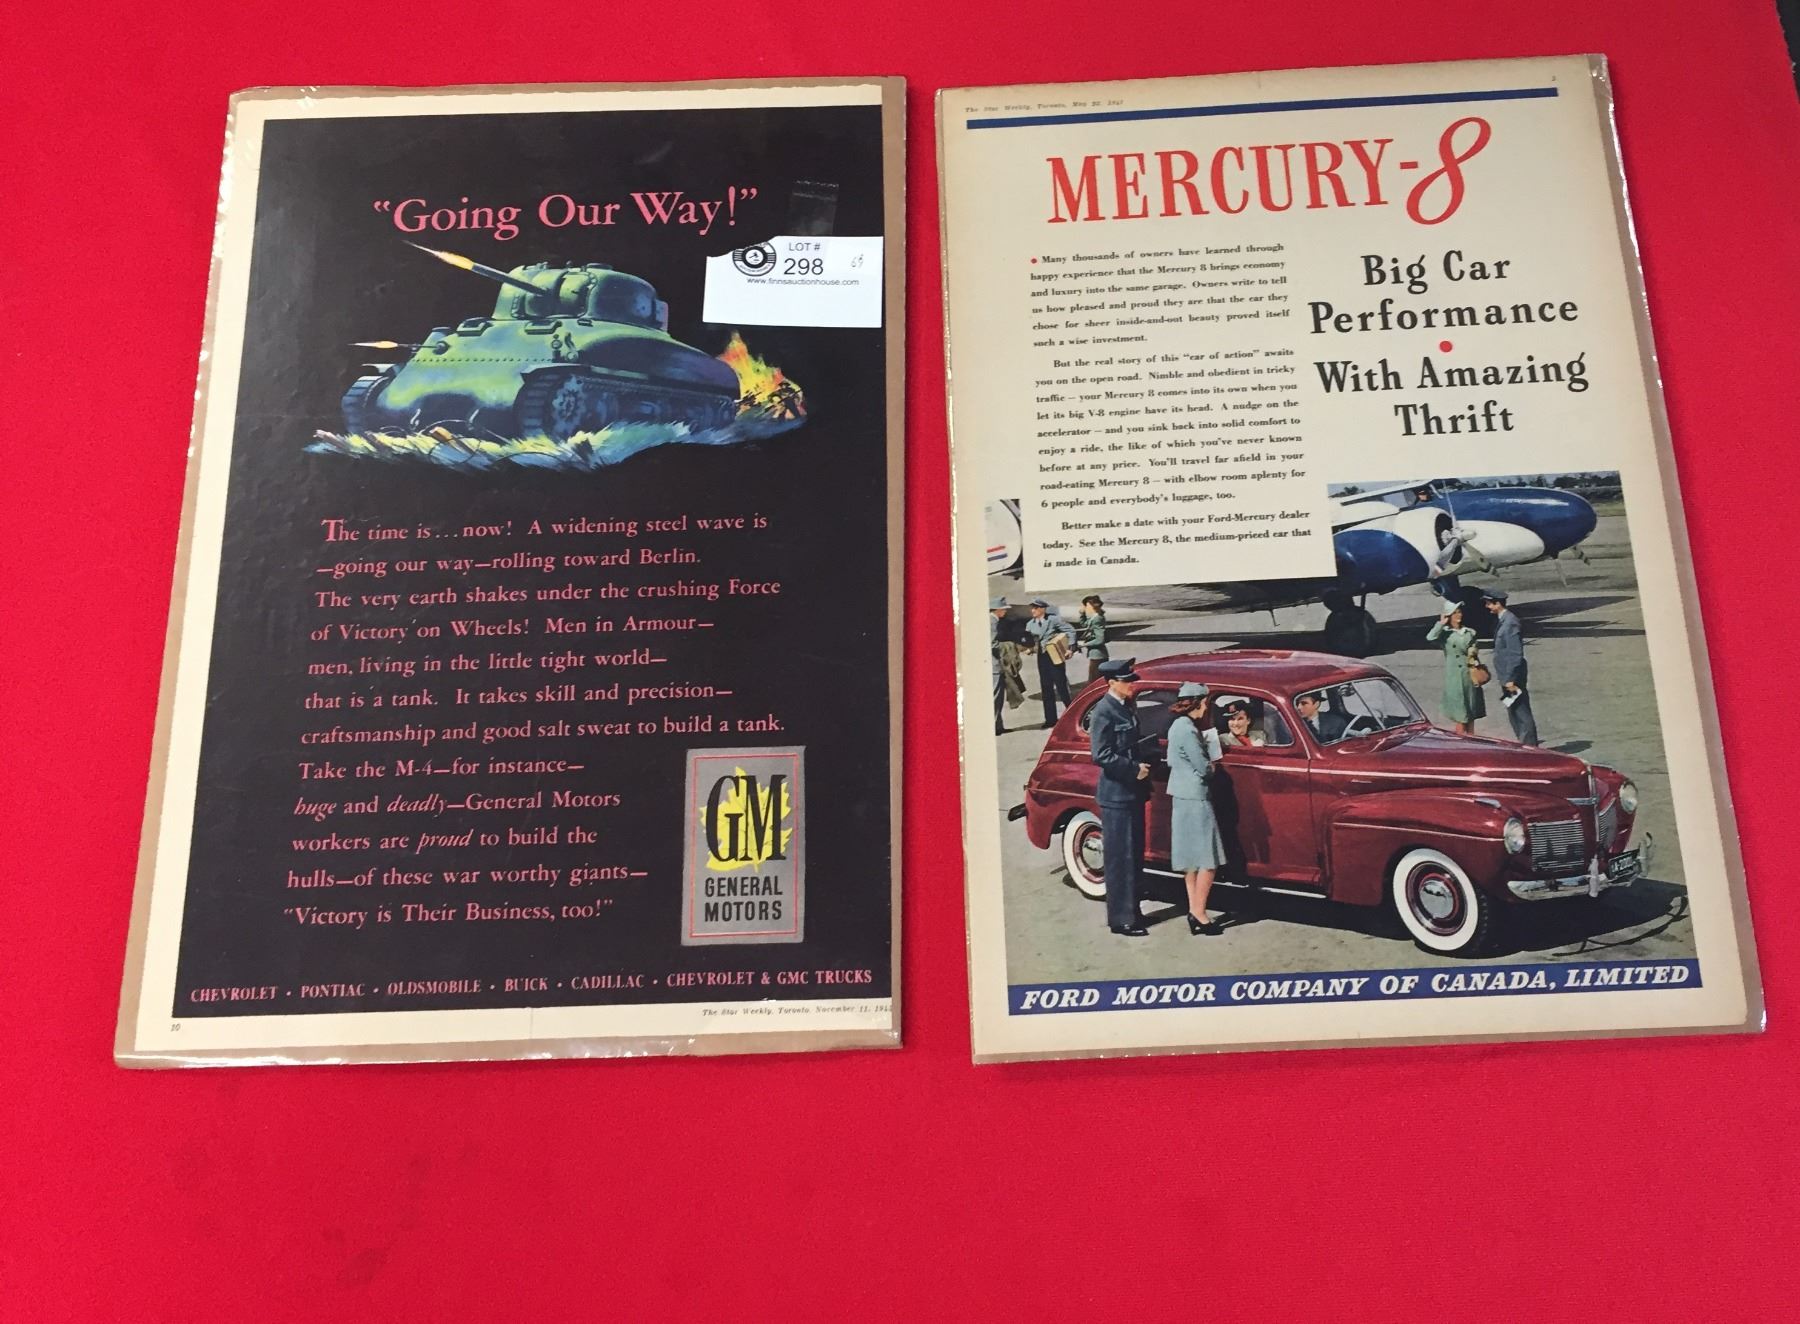 "Going Our Way!"
LOT #
298
69
www.finnsauctionhouse.com
The time is...now! A widening steel wave is
—going our way—rolling toward Berlin.
The very earth shakes under the crushing Force
of Victory on Wheels! Men in Armour—
men, living in the little tight world—
that is a tank. It takes skill and precision—
craftsmanship and good salt sweat to build a tank.
Take the M-4—for instance—
huge and deadly—General Motors
workers are proud to build the
hulls—of these war worthy giants—
"Victory is Their Business, too!"
GM
GENERAL
MOTORS
CHEVROLET • PONTIAC • OLDSMOBILE • BUICK • CADILLAC • CHEVROLET & GMC TRUCKS
10
The Star Weekly, Toronto, November 11,
The Star Weekly, Toronto, May
MERCURY-8
• Many thousands of owners have learned through
happy experience that the Mercury 8 brings economy
and luxury into the same garage. Owners write to tell
us how pleased and proud they are that the car they
chose for sheer inside-and-out beauty proved itself
such a wise investment.
But the real story of this "car of action" awaits
you on the open road. Nimble and obedient in tricky
traffic – your Mercury 8 comes into its own when you
let its big V-8 engine have its head. A nudge on the
accelerator – and you sink back into solid comfort to
enjoy a ride, the like of which you've never known
before at any price. You'll travel far afield in your
road-eating Mercury 8 – with elbow room aplenty for
6 people and everybody's luggage, too.
Better make a date with your Ford-Mercury dealer
today. See the Mercury 8, the medium-priced car that
is made in Canada.
Big Car
Performance
•
With Amazing
Thrift
FORD MOTOR COMPANY OF CANADA, LIMITED